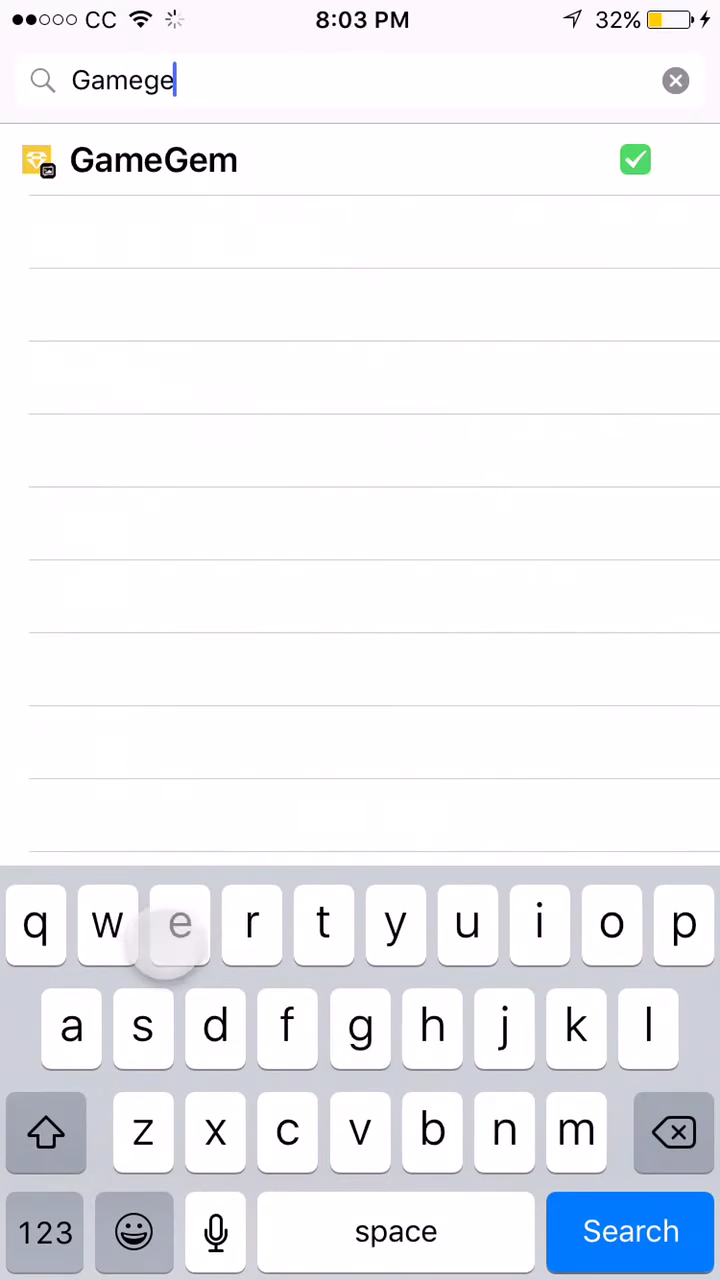 CC 8:03 PM 32%
Gamege
GameGem
q w e r t y u i o p
a s d f g h j k l
z x c v b n m
123 space Search